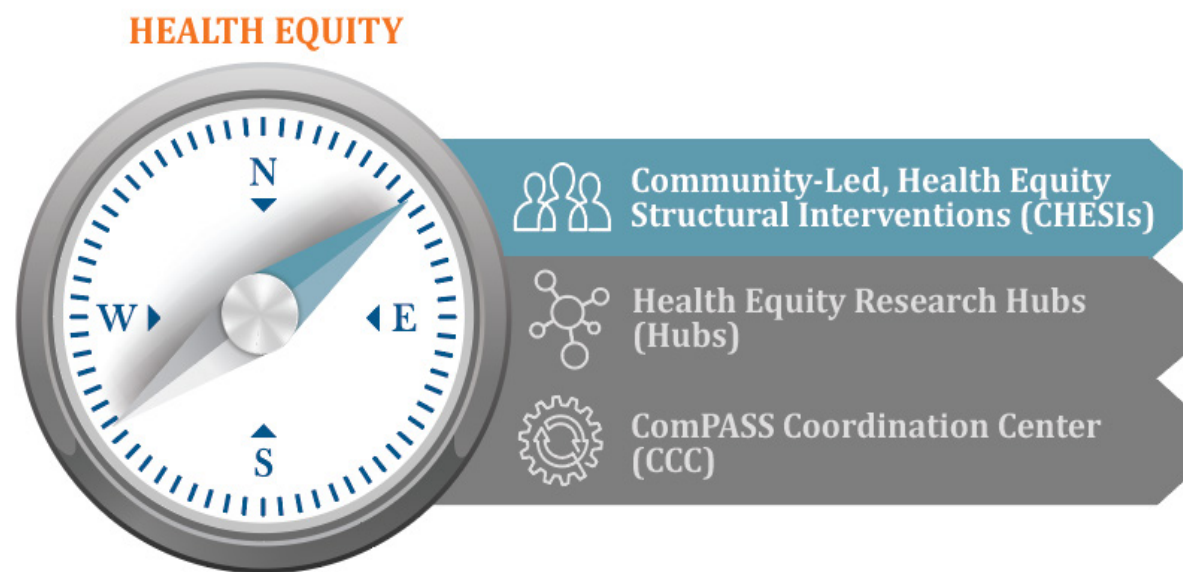 HEALTH EQUITY
N
W
E
S
Community-Led, Health Equity
Structural Interventions (CHESIs)
Health Equity Research Hubs
(Hubs)
ComPASS Coordination Center
(CCC)